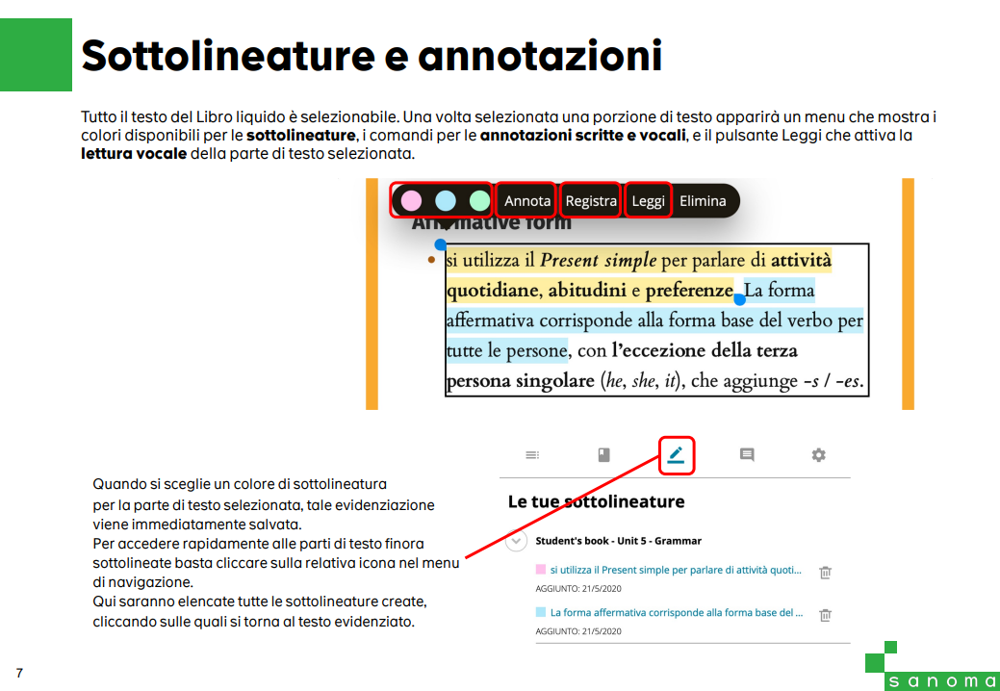 Sottolineature e annotazioni
Tutto il testo del Libro liquido è selezionabile. Una volta selezionata una porzione di testo apparirà un menu che mostra i
colori disponibili per le sottolineature, i comandi per le annotazioni scritte e vocali, e il pulsante Leggi che attiva la
lettura vocale della parte di testo selezionata.
Annota Registra Leggi Elimina
Affirmative form
• si utilizza il Present simple per parlare di attività
quotidiane, abitudini e preferenze. La forma
affermativa corrisponde alla forma base del verbo per
tutte le persone, con l'eccezione della terza
persona singolare (he, she, it), che aggiunge -s / -es.
Quando si sceglie un colore di sottolineatura
per la parte di testo selezionata, tale evidenziazione
viene immediatamente salvata.
Per accedere rapidamente alle parti di testo finora
sottolineate basta cliccare sulla relativa icona nel menu
di navigazione.
Qui saranno elencate tutte le sottolineature create,
cliccando sulle quali si torna al testo evidenziato.
Le tue sottolineature
Student's book - Unit 5 - Grammar
si utilizza il Present simple per parlare di attività quoti...
AGGIUNTO: 21/5/2020
La forma affermativa corrisponde alla forma base del ...
AGGIUNTO: 21/5/2020
7
sanoma